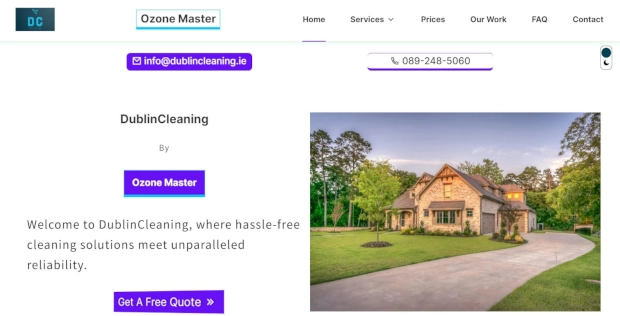 DC
Ozone Master
Home
Services
Prices
Our Work
FAQ
Contact
info@dublincleaning.ie
089-248-5060
DublinCleaning
By
Ozone Master
Welcome to DublinCleaning, where hassle-free
cleaning solutions meet unparalleled
reliability.
Get A Free Quote »